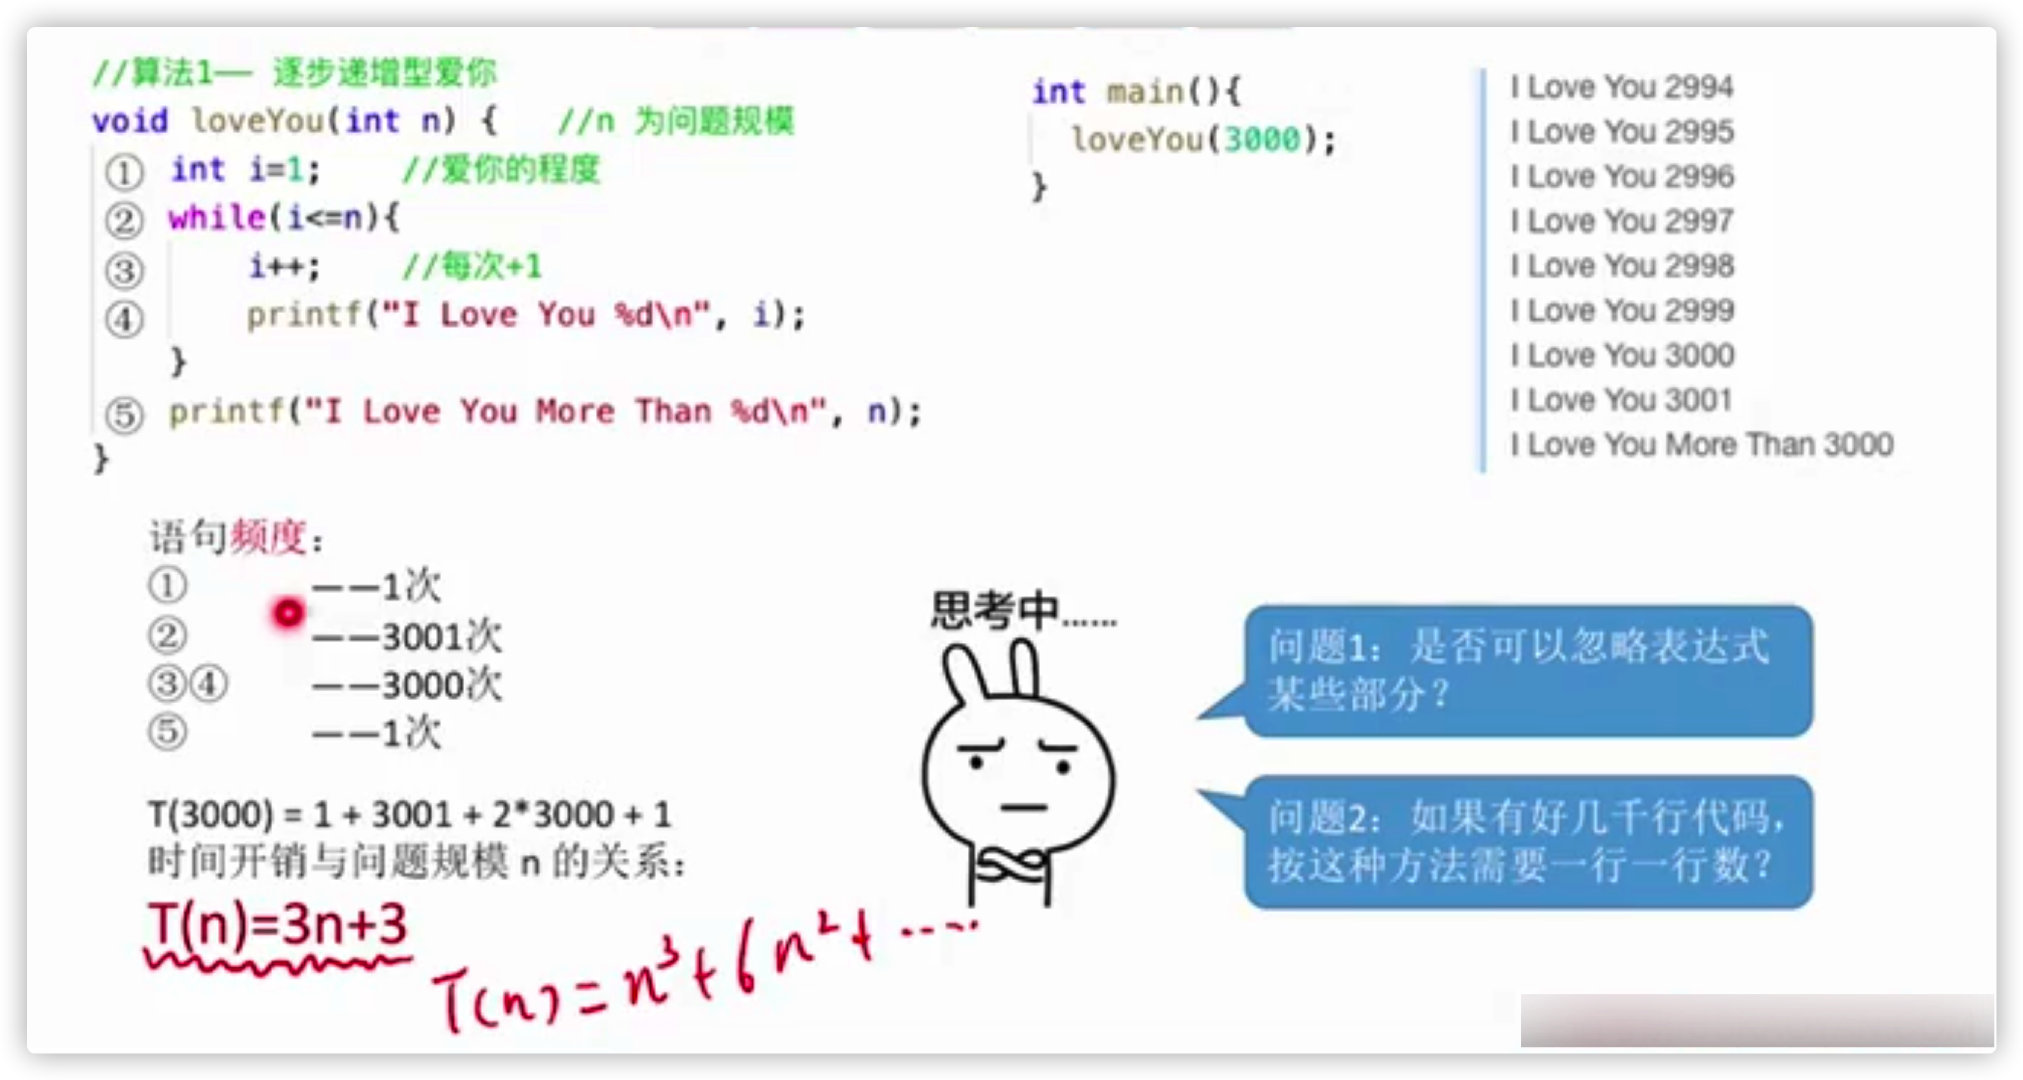 //算法1—— 逐步递增型爱你
void loveYou(int n) {   //n 为问题规模
① int i=1;    //爱你的程度
② while(i<=n){
③ i++;    //每次+1
④ printf("I Love You %d\n", i);
}
⑤ printf("I Love You More Than %d\n", n);
}
int main(){
loveYou(3000);
}
I Love You 2994
I Love You 2995
I Love You 2996
I Love You 2997
I Love You 2998
I Love You 2999
I Love You 3000
I Love You 3001
I Love You More Than 3000
语句频度：
① ——1次
② ——3001次
③④ ——3000次
⑤ ——1次
T(3000) = 1 + 3001 + 2*3000 + 1
时间开销与问题规模 n 的关系：
T(n)=3n+3
T(n)=n³+6n²+.....
思考中......
问题1：是否可以忽略表达式
某些部分？
问题2：如果有好几千行代码，
按这种方法需要一行一行数？